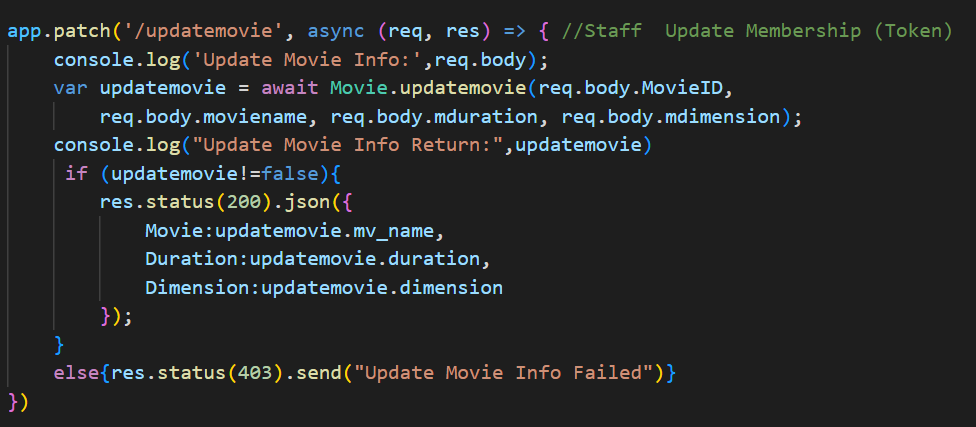 app.patch('/updatemovie', async (req, res) => { //Staff  Update Membership (Token)
    console.log('Update Movie Info:',req.body);
    var updatemovie = await Movie.updatemovie(req.body.MovieID,
        req.body.moviename, req.body.mduration, req.body.mdimension);
    console.log("Update Movie Info Return:",updatemovie)
     if (updatemovie!=false){
        res.status(200).json({
            Movie:updatemovie.mv_name,
            Duration:updatemovie.duration,
            Dimension:updatemovie.dimension
        });
    }
    else{res.status(403).send("Update Movie Info Failed")}
})